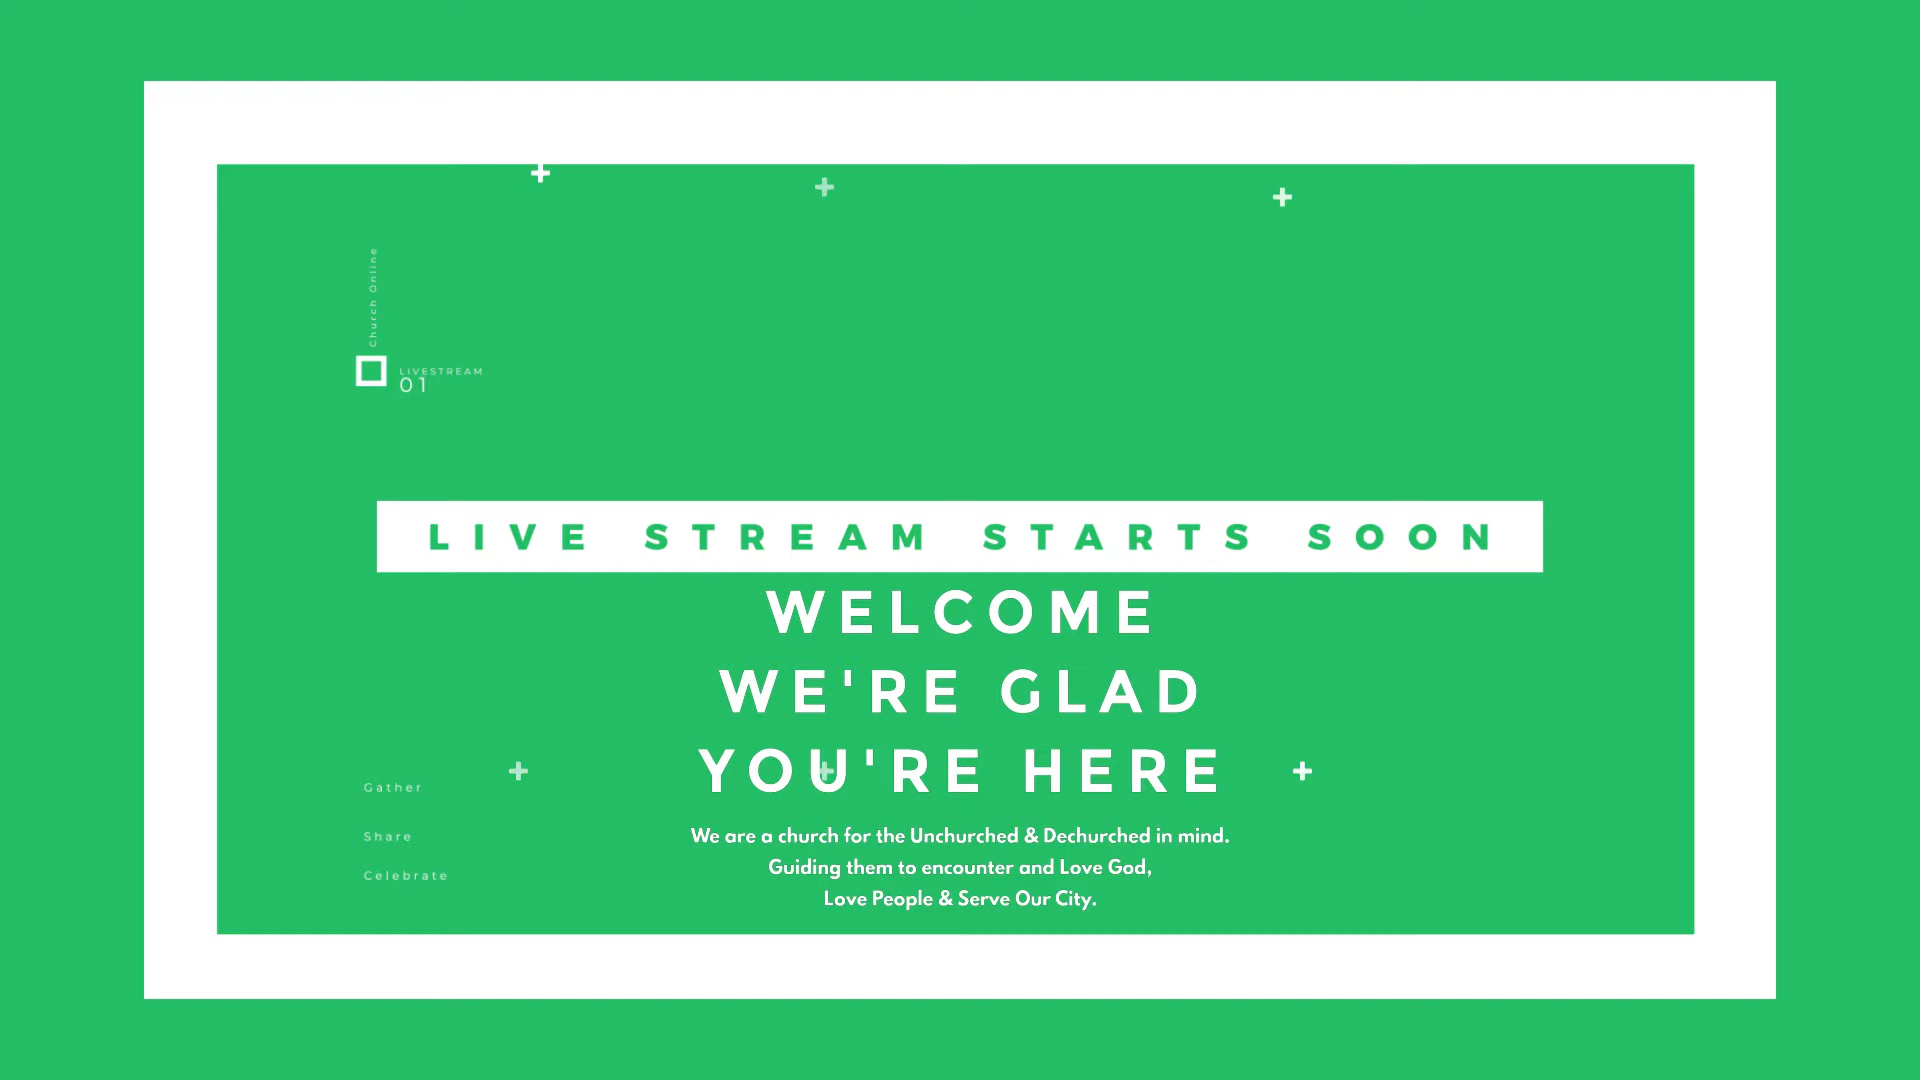 Church Online
LIVESTREAM
01
LIVE STREAM STARTS SOON
WELCOME
WE'RE GLAD
YOU'RE HERE
Gather
Share
Celebrate
We are a church for the Unchurched & Dechurched in mind.
Guiding them to encounter and Love God,
Love People & Serve Our City.